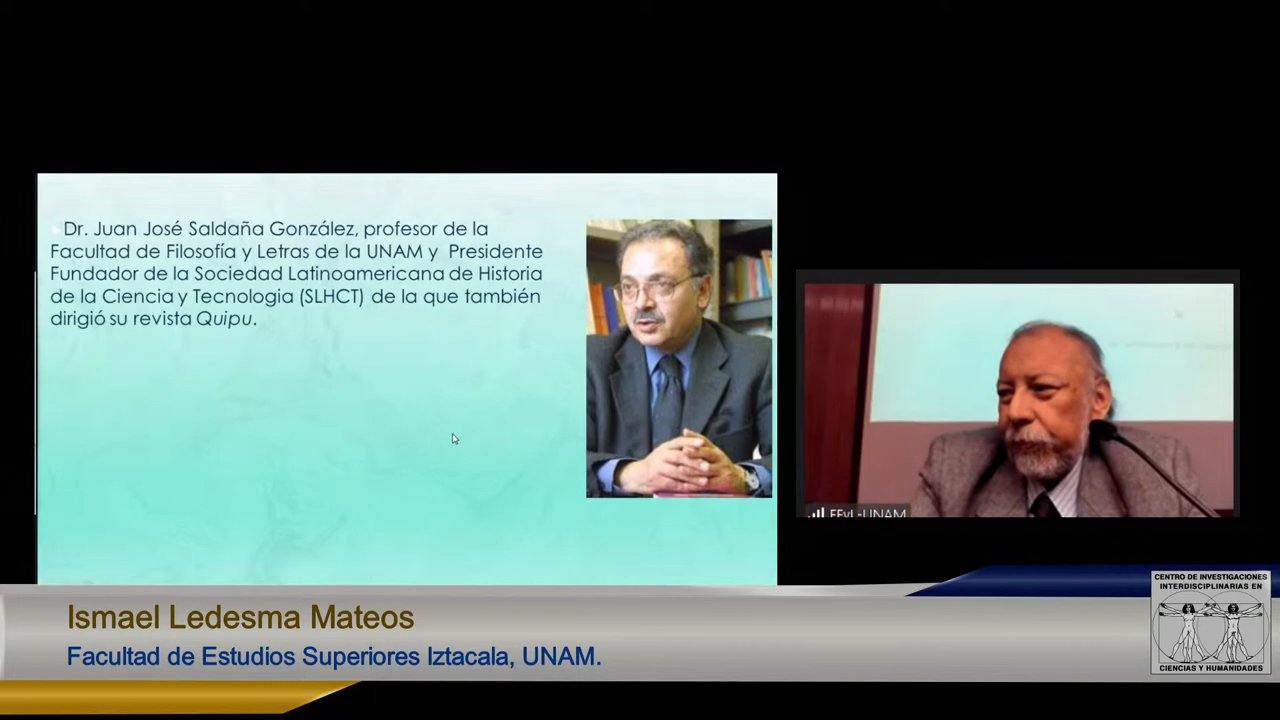 Dr. Juan José Saldaña González, profesor de la
Facultad de Filosofía y Letras de la UNAM y Presidente
Fundador de la Sociedad Latinoamericana de Historia
de la Ciencia y Tecnologia (SLHCT) de la que también
dirigió su revista Quipu.
FFyL-UNAM
Ismael Ledesma Mateos
Facultad de Estudios Superiores Iztacala, UNAM.
CENTRO DE INVESTIGACIONES
INTERDISCIPLINARIAS EN
CIENCIAS Y HUMANIDADES